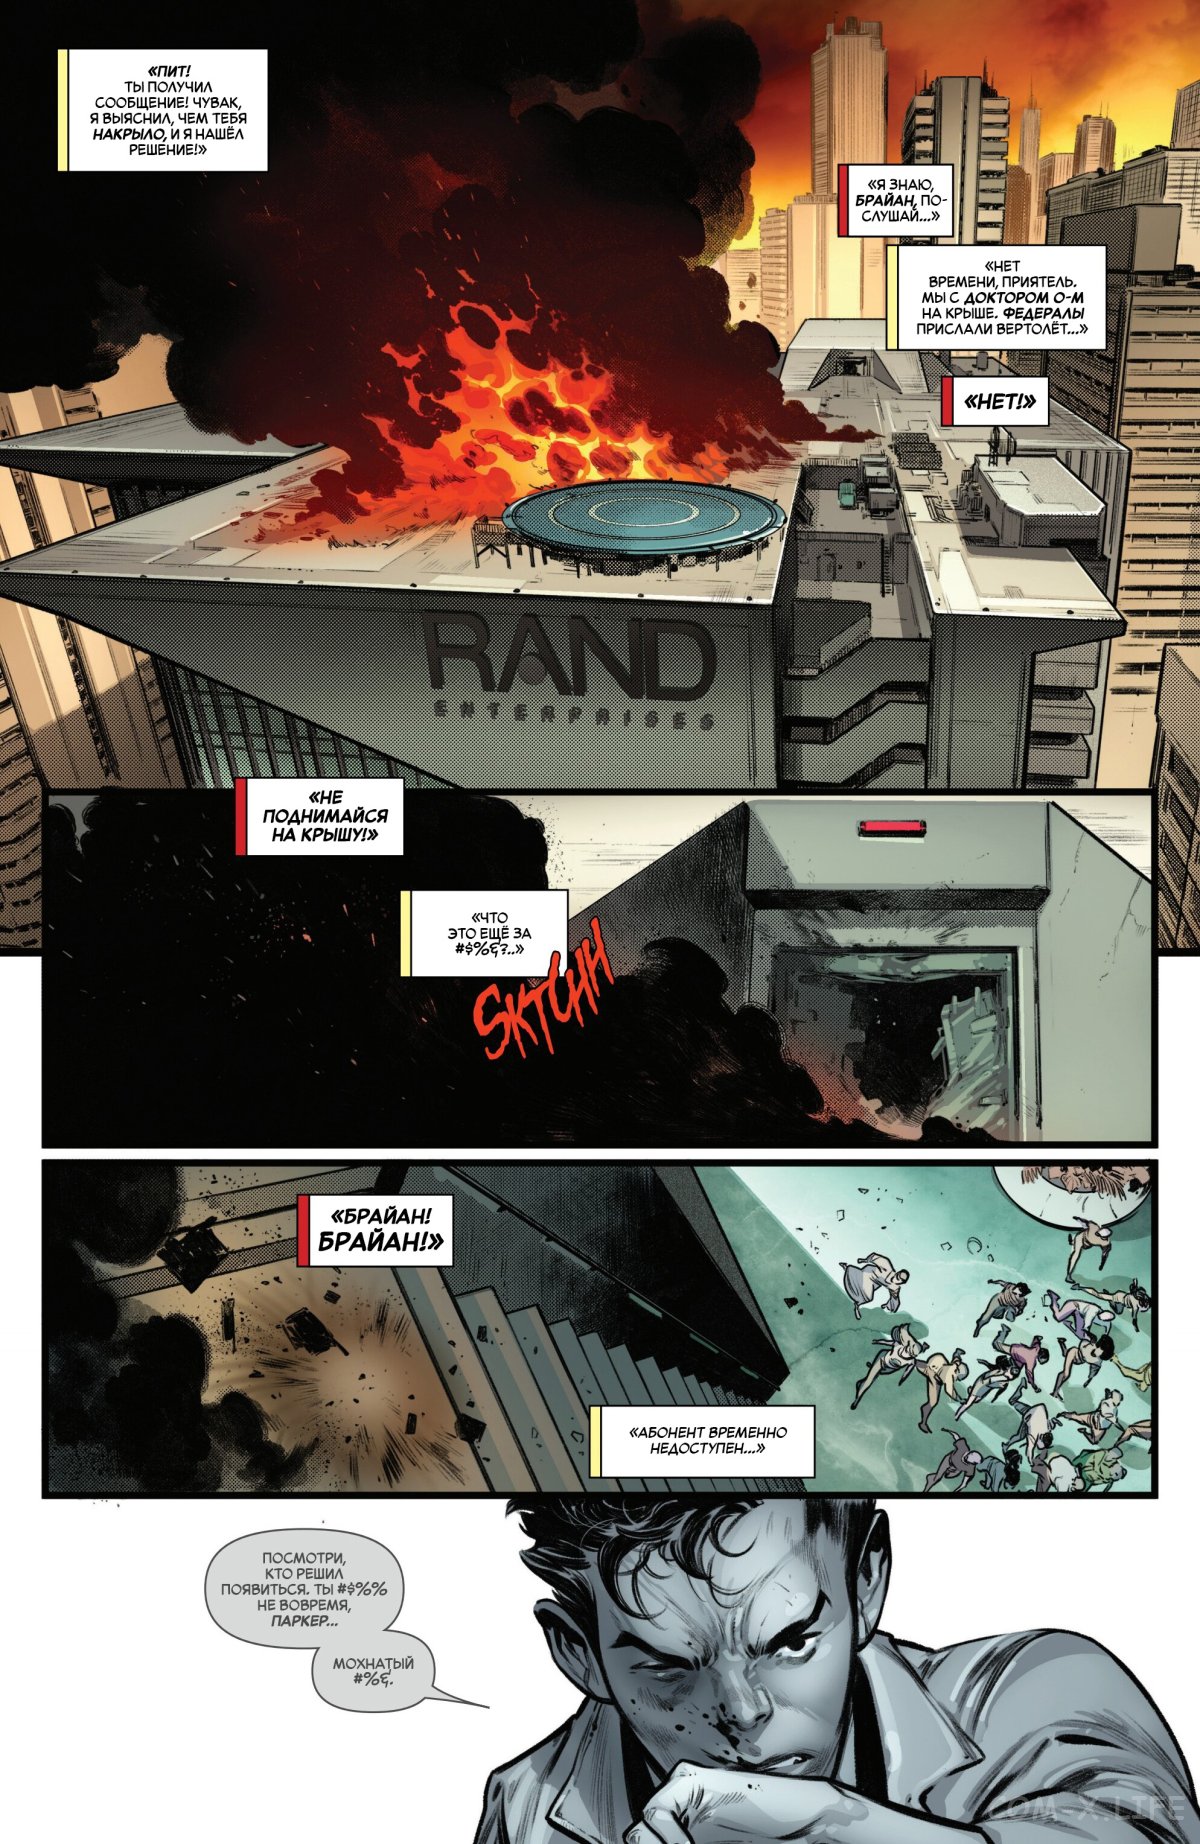 «ПИТ!
ТЫ ПОЛУЧИЛ
СООБЩЕНИЕ! ЧУВАК,
Я ВЫЯСНИЛ, ЧЕМ ТЕБЯ
НАКРЫЛО, И Я НАШЁЛ
РЕШЕНИЕ!»
«Я ЗНАЮ,
БРАЙАН, ПО-
СЛУШАЙ...»
«НЕТ
ВРЕМЕНИ, ПРИЯТЕЛЬ.
МЫ С ДОКТОРОМ О-М
НА КРЫШЕ. ФЕДЕРАЛЫ
ПРИСЛАЛИ ВЕРТОЛЁТ...»
«НЕТ!»
RAND
ENTERPRISES
«НЕ
ПОДНИМАЙСЯ
НА КРЫШУ!»
«ЧТО
ЭТО ЕЩЁ ЗА
#$%&?..»
SKTCHH
«БРАЙАН!
БРАЙАН!»
«АБОНЕНТ ВРЕМЕННО
НЕДОСТУПЕН...»
ПОСМОТРИ,
КТО РЕШИЛ
ПОЯВИТЬСЯ. ТЫ #$%%
НЕ ВОВРЕМЯ,
ПАРКЕР...
МОХНАТЫЙ
#%&.
COM-X.LIFE